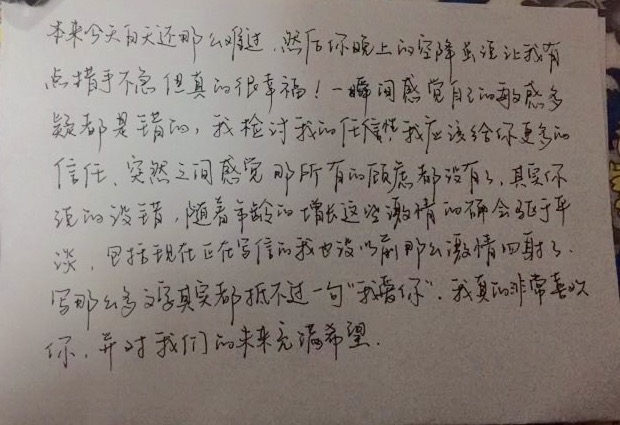 本来今天白天还那么难过，然后你晚上的空降虽说让我有
点措手不急但真的很幸福！一瞬间感觉自己的敏感多
疑都是错的，我检讨我的任性，我应该给你更多的
信任、突然之间感觉那所有的顾虑都没有了，其实你
说的没错，随着年龄的增长这些激情的确会趋于平
淡，包括现在正在写信的我也没以前那么激情四射了.
写那么多文字其实都抵不过一句“我爱你”.我真的非常喜欢
你，并对我们的未来充满希望.